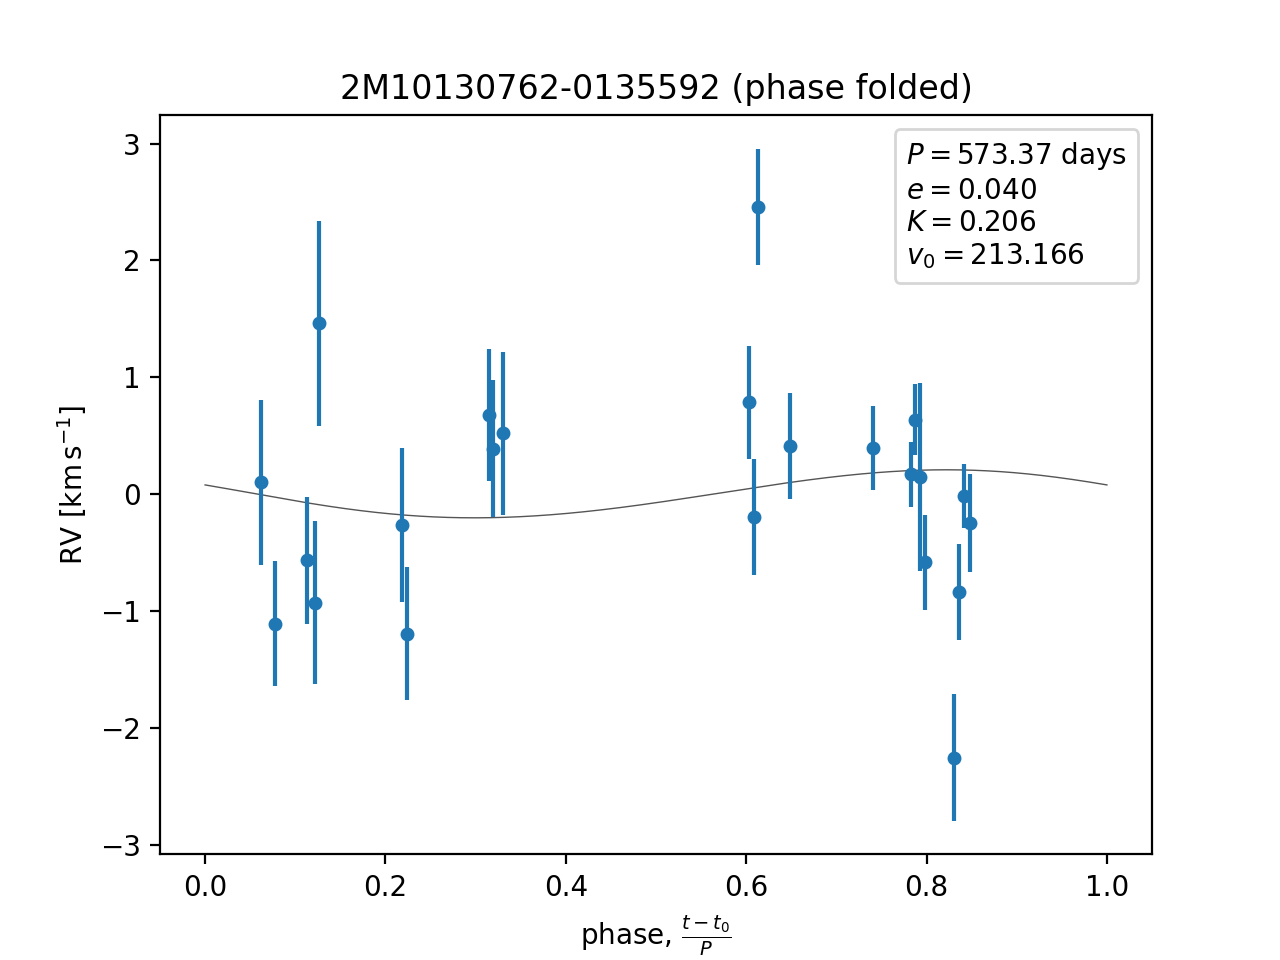 2M10130762-0135592 (phase folded)
P = 573.37 days
e = 0.040
K = 0.206
v₀ = 213.166
3
2
1
0
−1
−2
−3
RV [km s⁻¹]
0.0 0.2 0.4 0.6 0.8 1.0
phase, (t − t₀)/P